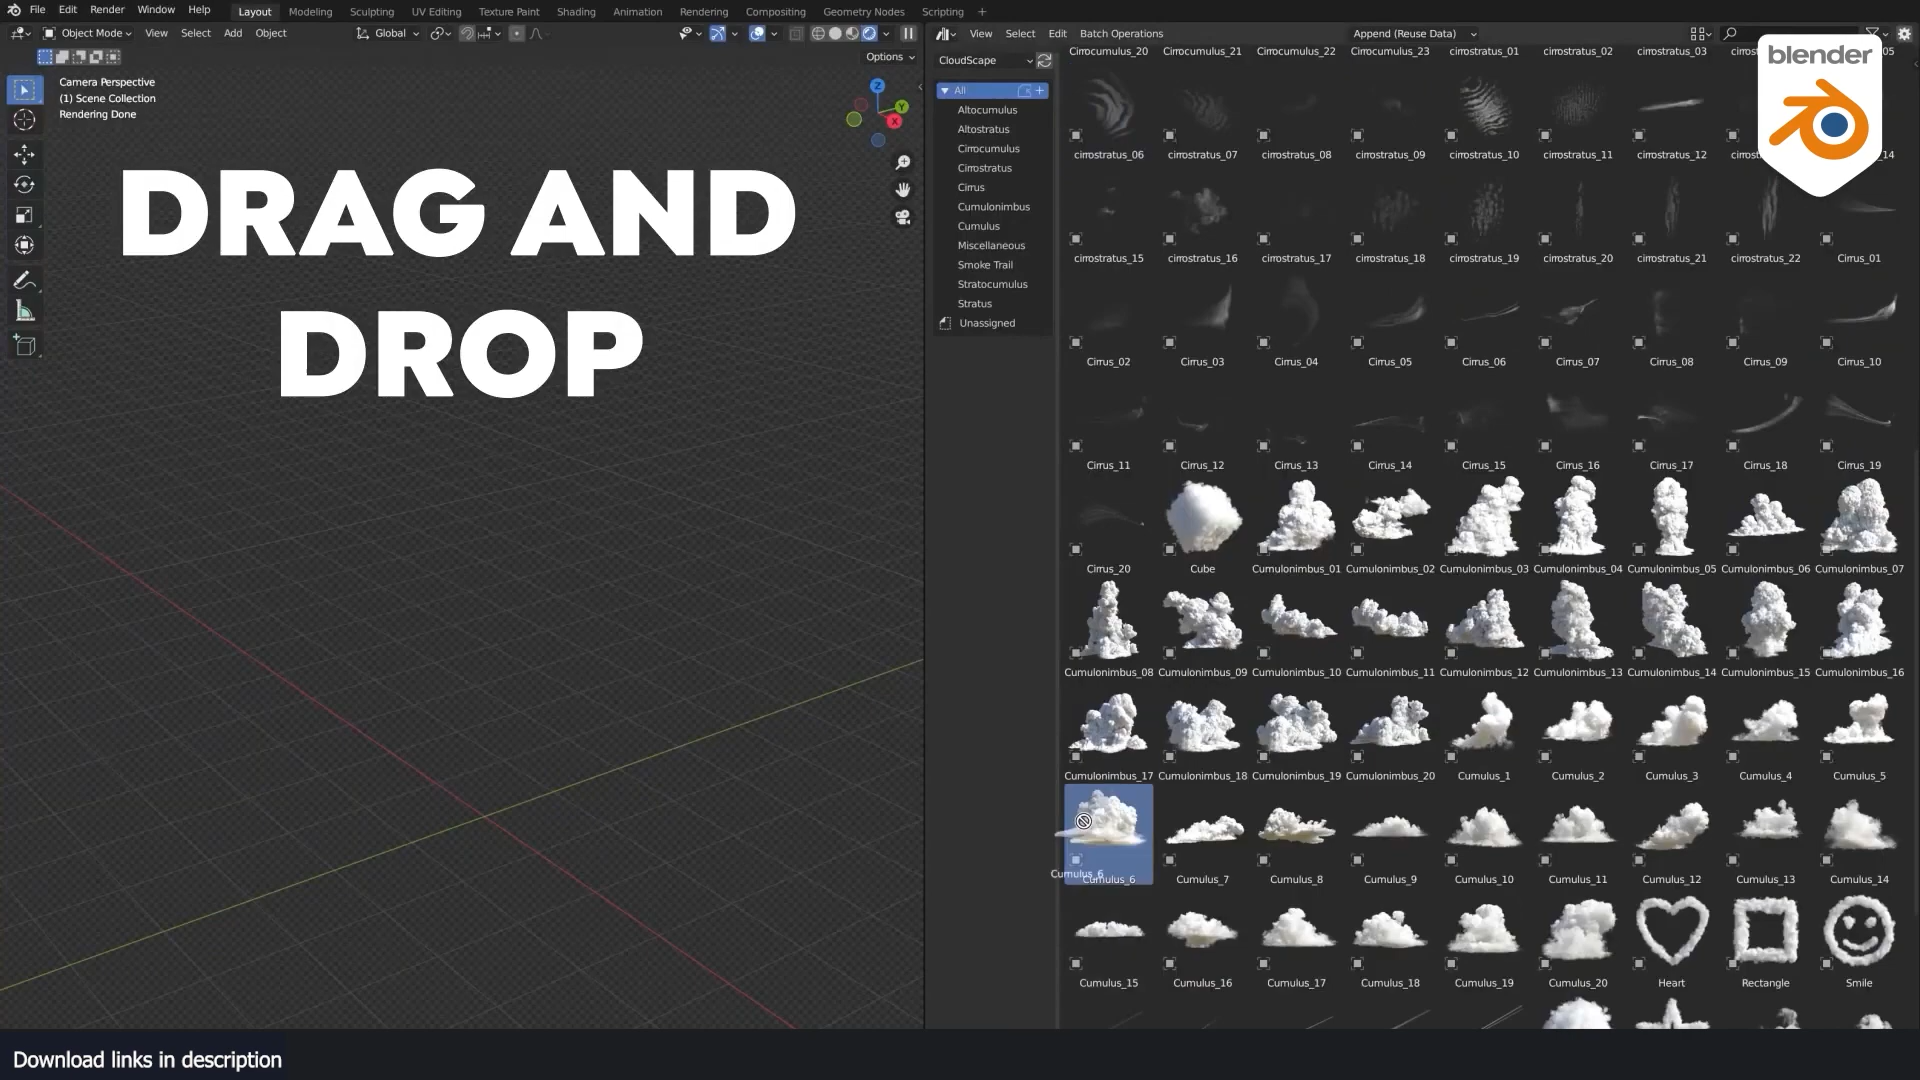 File Edit Render Window Help Layout Modeling Sculpting UV Editing Texture Paint Shading Animation Rendering Compositing Geometry Nodes Scripting +
Object Mode View Select Add Object Global
View Select Edit Batch Operations Append (Reuse Data)
Options
CloudScape
Camera Perspective
(1) Scene Collection
Rendering Done
Z
Y
X
DRAG AND
DROP
All
Altocumulus
Altostratus
Cirrocumulus
Cirrostratus
Cirrus
Cumulonimbus
Cumulus
Miscellaneous
Smoke Trail
Stratocumulus
Stratus
Unassigned
Cirrocumulus_20 Cirrocumulus_21 Cirrocumulus_22 Cirrocumulus_23 cirrostratus_01 cirrostratus_02 cirrostratus_03
blender
cirrostratus_06 cirrostratus_07 cirrostratus_08 cirrostratus_09 cirrostratus_10 cirrostratus_11 cirrostratus_12
cirrostratus_15 cirrostratus_16 cirrostratus_17 cirrostratus_18 cirrostratus_19 cirrostratus_20 cirrostratus_21 cirrostratus_22 Cirrus_01
Cirrus_02 Cirrus_03 Cirrus_04 Cirrus_05 Cirrus_06 Cirrus_07 Cirrus_08 Cirrus_09 Cirrus_10
Cirrus_11 Cirrus_12 Cirrus_13 Cirrus_14 Cirrus_15 Cirrus_16 Cirrus_17 Cirrus_18 Cirrus_19
Cirrus_20 Cube Cumulonimbus_01 Cumulonimbus_02 Cumulonimbus_03 Cumulonimbus_04 Cumulonimbus_05 Cumulonimbus_06 Cumulonimbus_07
Cumulonimbus_08 Cumulonimbus_09 Cumulonimbus_10 Cumulonimbus_11 Cumulonimbus_12 Cumulonimbus_13 Cumulonimbus_14 Cumulonimbus_15 Cumulonimbus_16
Cumulonimbus_17 Cumulonimbus_18 Cumulonimbus_19 Cumulonimbus_20 Cumulus_1 Cumulus_2 Cumulus_3 Cumulus_4 Cumulus_5
Cumulus_6
Cumulus_6 Cumulus_7 Cumulus_8 Cumulus_9 Cumulus_10 Cumulus_11 Cumulus_12 Cumulus_13 Cumulus_14
Cumulus_15 Cumulus_16 Cumulus_17 Cumulus_18 Cumulus_19 Cumulus_20 Heart Rectangle Smile
Download links in description